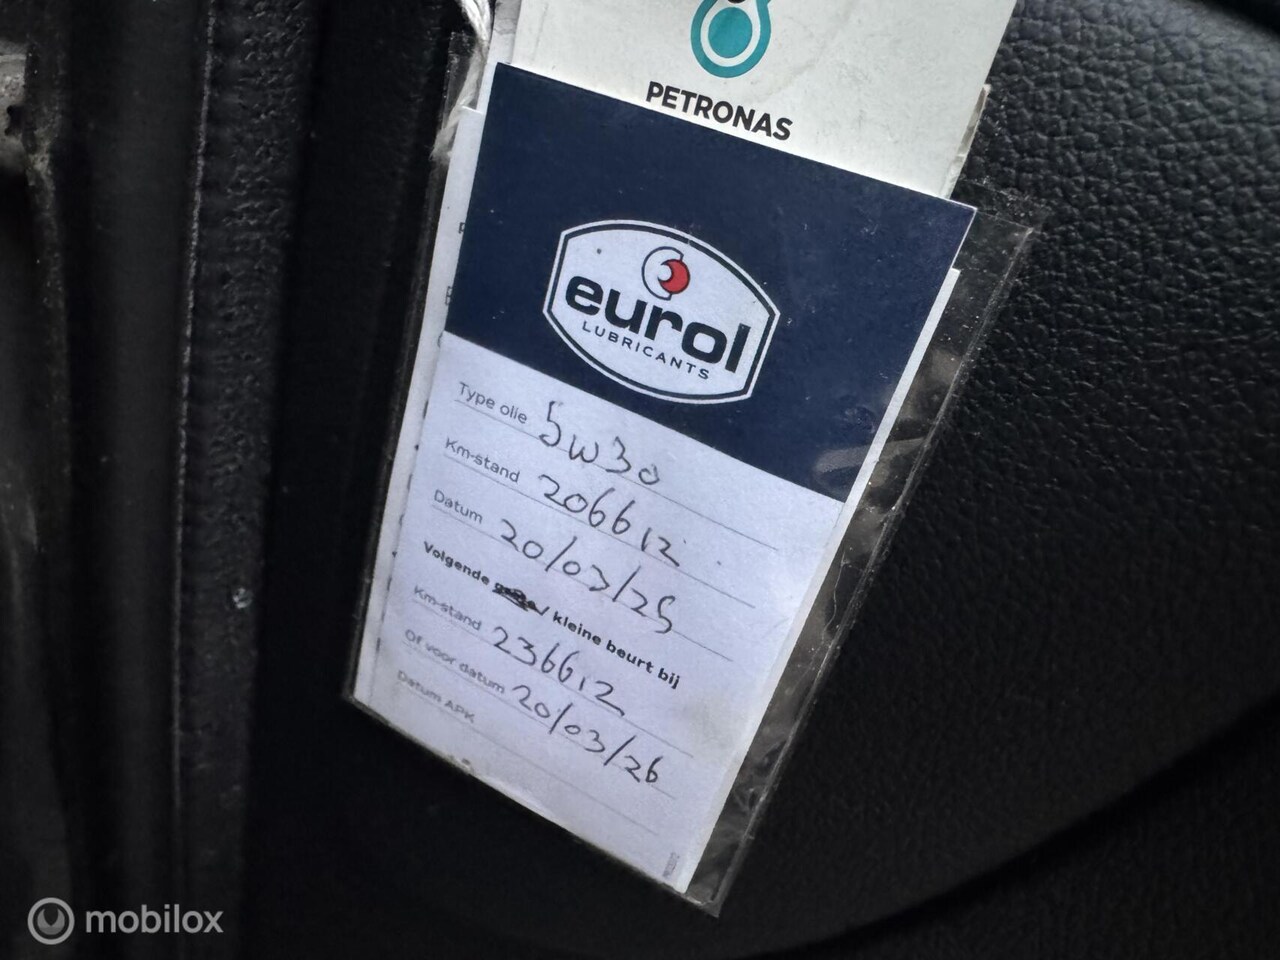 PETRONAS
eurol
LUBRICANTS
Type olie 5W30
Km-stand 206612
Datum 20/03/25
Volgende / kleine beurt bij
Km-stand 236612
Of voor datum 20/03/26
Datum APK
mobilox